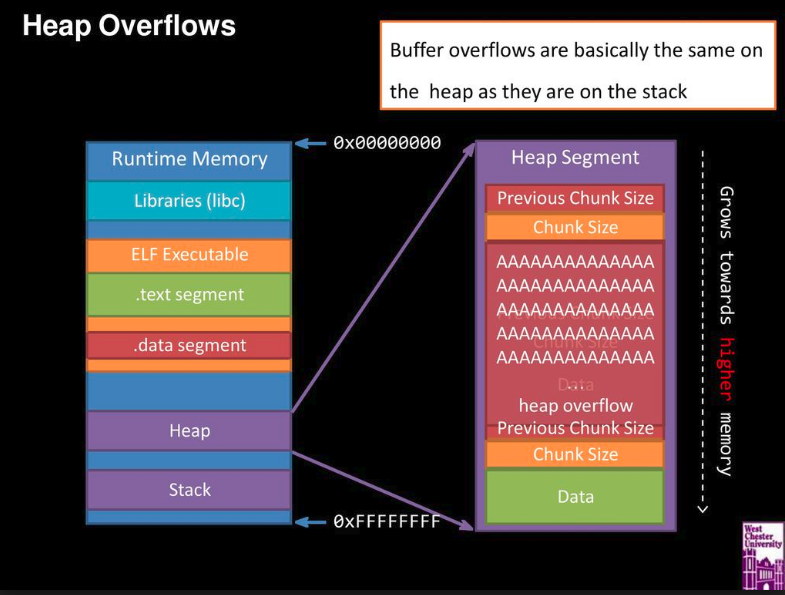 Heap Overflows
Buffer overflows are basically the same on
the heap as they are on the stack
0x00000000
Runtime Memory
Libraries (libc)
ELF Executable
.text segment
.data segment
Heap
Stack
0xFFFFFFFF
Heap Segment
Previous Chunk Size
Chunk Size
AAAAAAAAAAAAAA
AAAAAAAAAAAAAA
AAAAAAAAAAAAAA
Previous Chunk Size
AAAAAAAAAAAAAA
Chunk Size
AAAAAAAAAAAAAA
Data
...
heap overflow
Previous Chunk Size
Chunk Size
Data
Grows towards higher memory
West
Chester
University